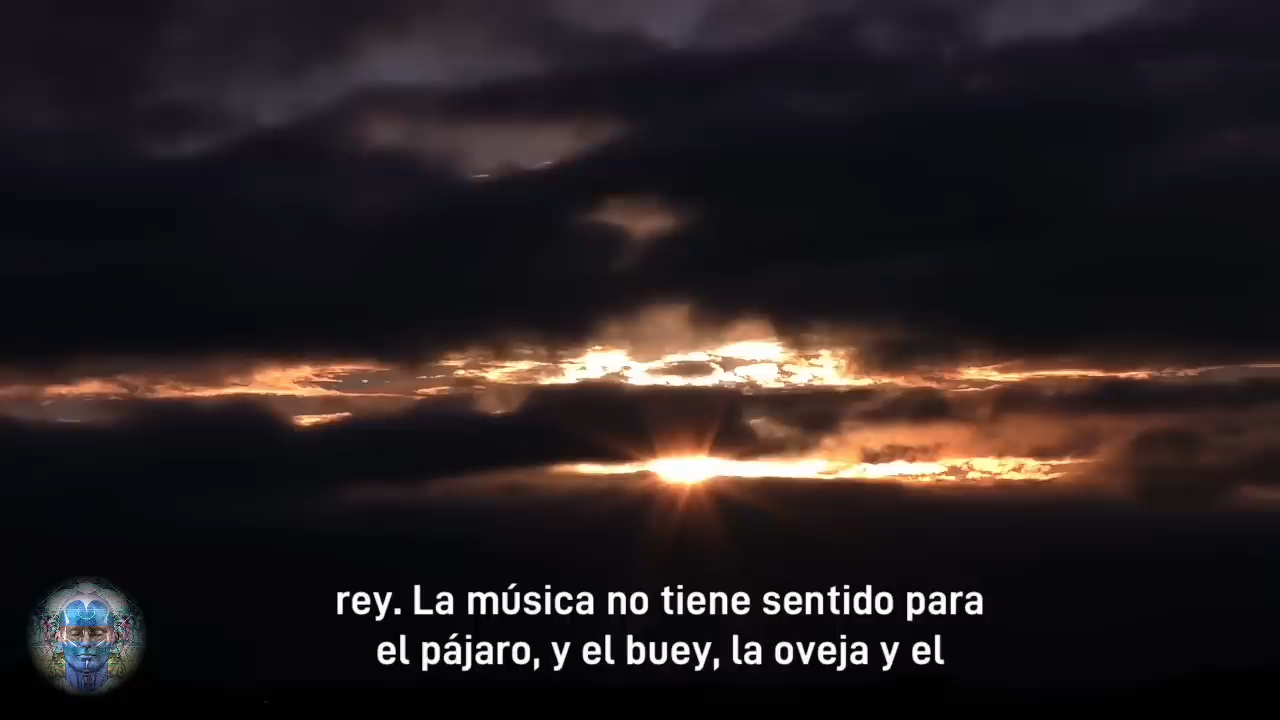 rey. La música no tiene sentido para
el pájaro, y el buey, la oveja y el